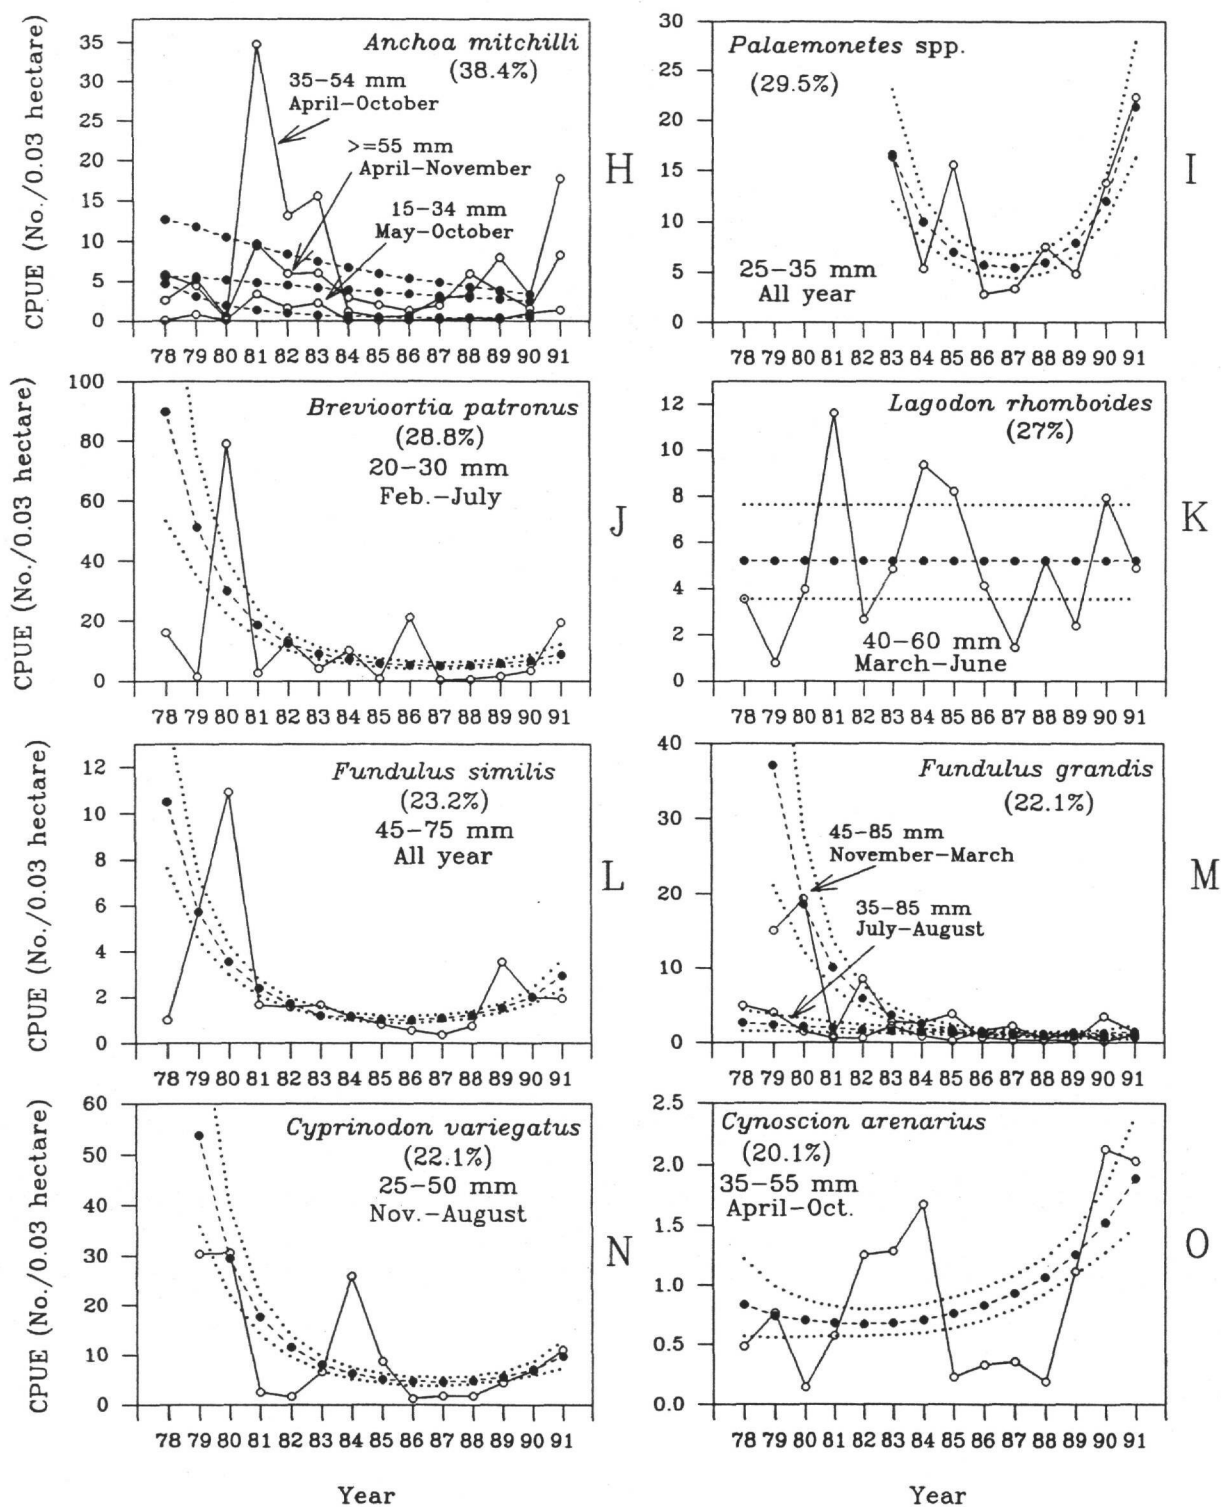 CPUE (No./0.03 hectare)
35
30
25
20
15
10
5
0
Anchoa mitchilli
(38.4%)
35-54 mm
April-October
>=55 mm
April-November
15-34 mm
May-October
78 79 80 81 82 83 84 85 86 87 88 89 90 91
H
30
25
20
15
10
5
0
Palaemonetes spp.
(29.5%)
25-35 mm
All year
78 79 80 81 82 83 84 85 86 87 88 89 90 91
I
CPUE (No./0.03 hectare)
100
80
60
40
20
0
Brevioortia patronus
(28.8%)
20-30 mm
Feb.-July
78 79 80 81 82 83 84 85 86 87 88 89 90 91
J
12
10
8
6
4
2
0
Lagodon rhomboides
(27%)
40-60 mm
March-June
78 79 80 81 82 83 84 85 86 87 88 89 90 91
K
CPUE (No./0.03 hectare)
12
10
8
6
4
2
0
Fundulus similis
(23.2%)
45-75 mm
All year
78 79 80 81 82 83 84 85 86 87 88 89 90 91
L
40
30
20
10
0
Fundulus grandis
(22.1%)
45-85 mm
November-March
35-85 mm
July-August
78 79 80 81 82 83 84 85 86 87 88 89 90 91
M
CPUE (No./0.03 hectare)
60
50
40
30
20
10
0
Cyprinodon variegatus
(22.1%)
25-50 mm
Nov.-August
78 79 80 81 82 83 84 85 86 87 88 89 90 91
Year
N
2.5
2.0
1.5
1.0
0.5
0.0
Cynoscion arenarius
(20.1%)
35-55 mm
April-Oct.
78 79 80 81 82 83 84 85 86 87 88 89 90 91
Year
O